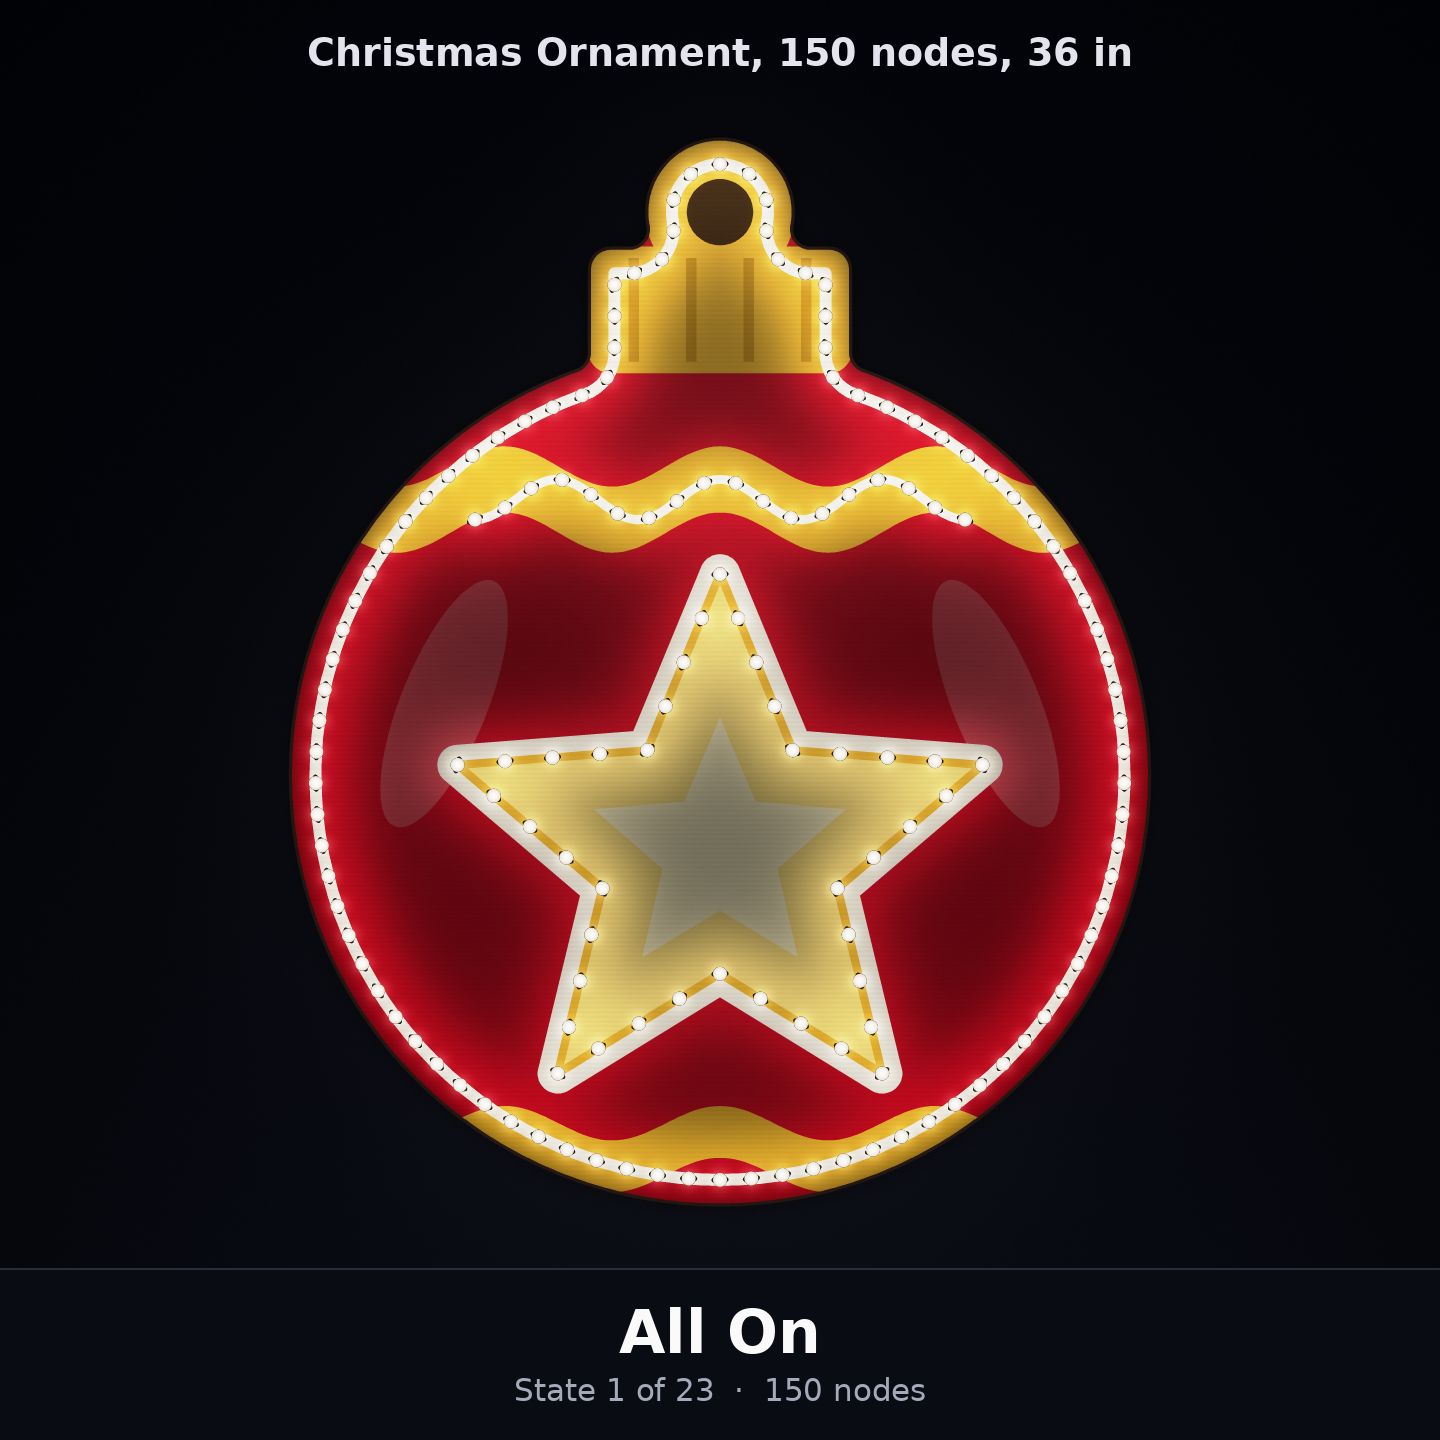 Christmas Ornament, 150 nodes, 36 in
All On
State 1 of 23 · 150 nodes